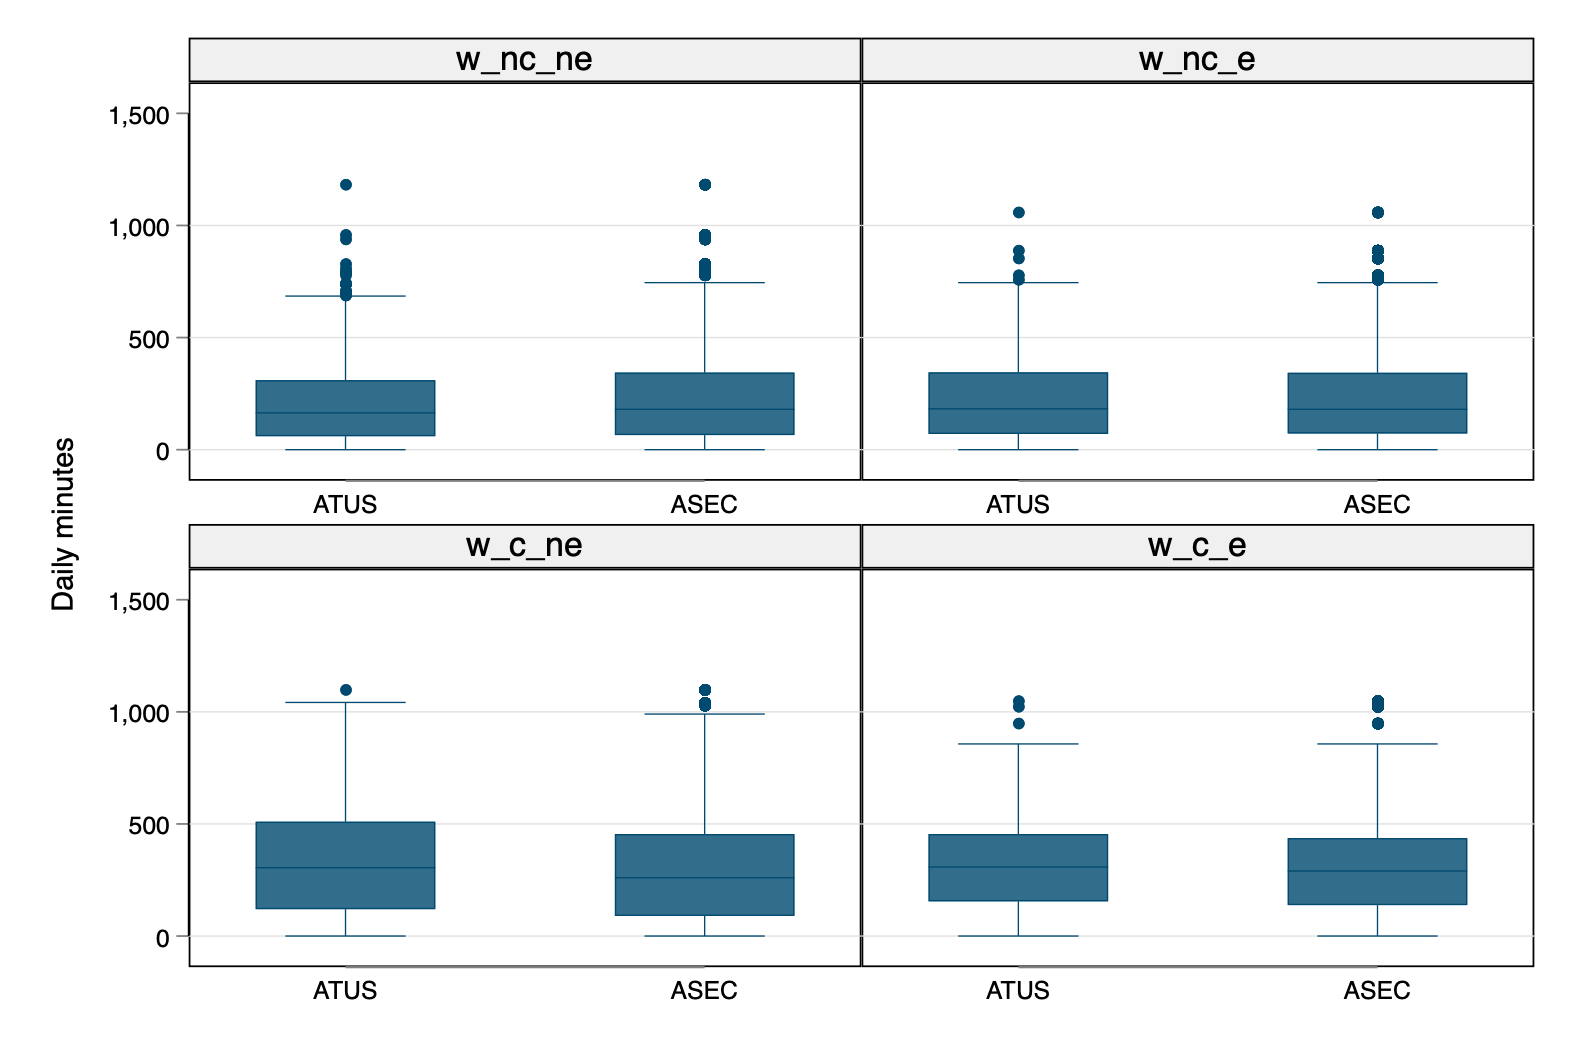 w_nc_ne
w_nc_e
1,500
1,000
500
0
ATUS
ASEC
ATUS
ASEC
Daily minutes
w_c_ne
w_c_e
1,500
1,000
500
0
ATUS
ASEC
ATUS
ASEC